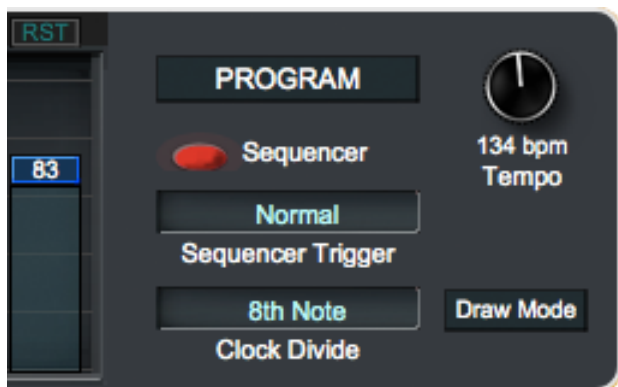 RST
PROGRAM
83
Sequencer
134 bpm
Tempo
Normal
Sequencer Trigger
8th Note
Draw Mode
Clock Divide